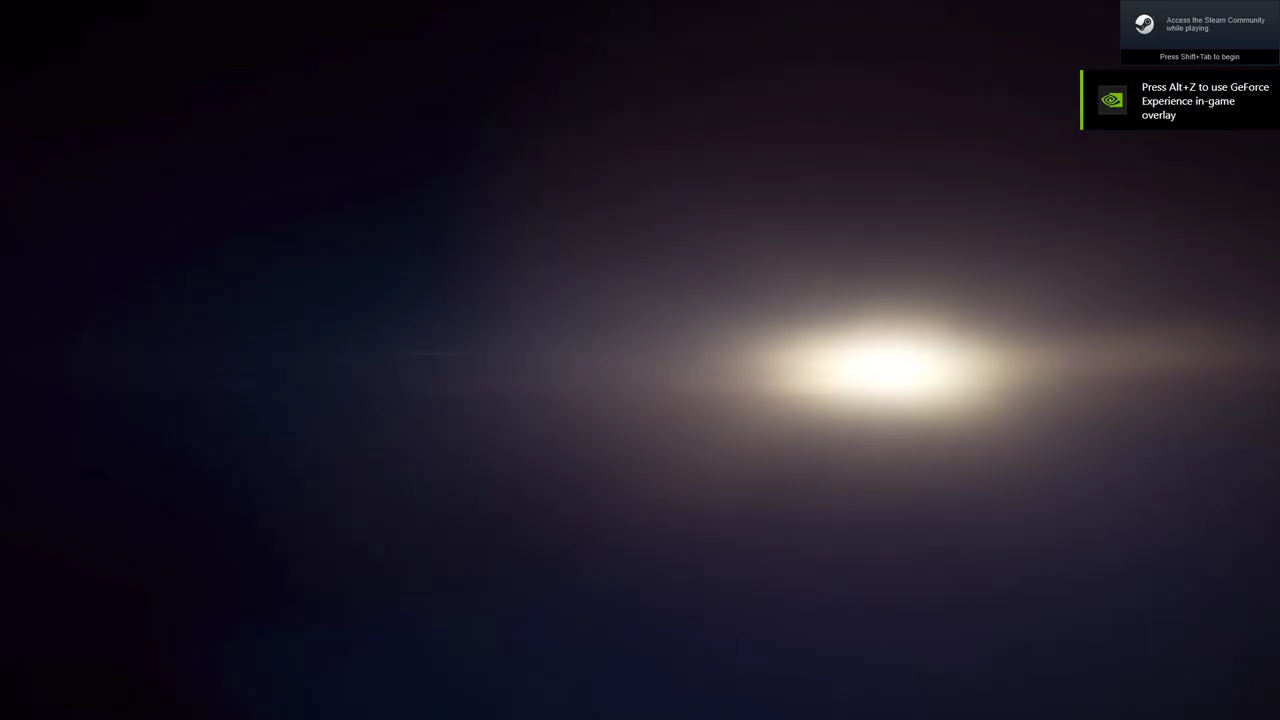 Access the Steam Community
while playing.
Press Shift+Tab to begin
Press Alt+Z to use GeForce
Experience in-game
overlay